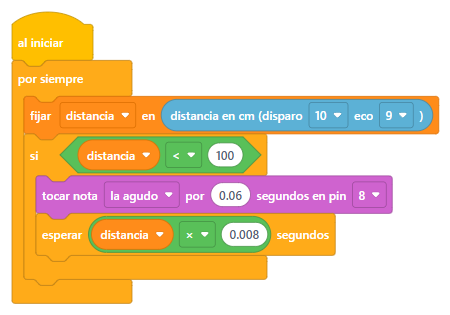 al iniciar
por siempre
fijar distancia en distancia en cm (disparo 10 eco 9 )
si distancia < 100
tocar nota la agudo por 0.06 segundos en pin 8
esperar distancia × 0.008 segundos